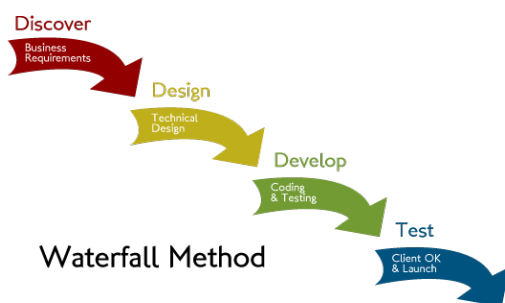 Discover
Business
Requirements
Design
Technical
Design
Develop
Coding
& Testing
Test
Client OK
& Launch
Waterfall Method